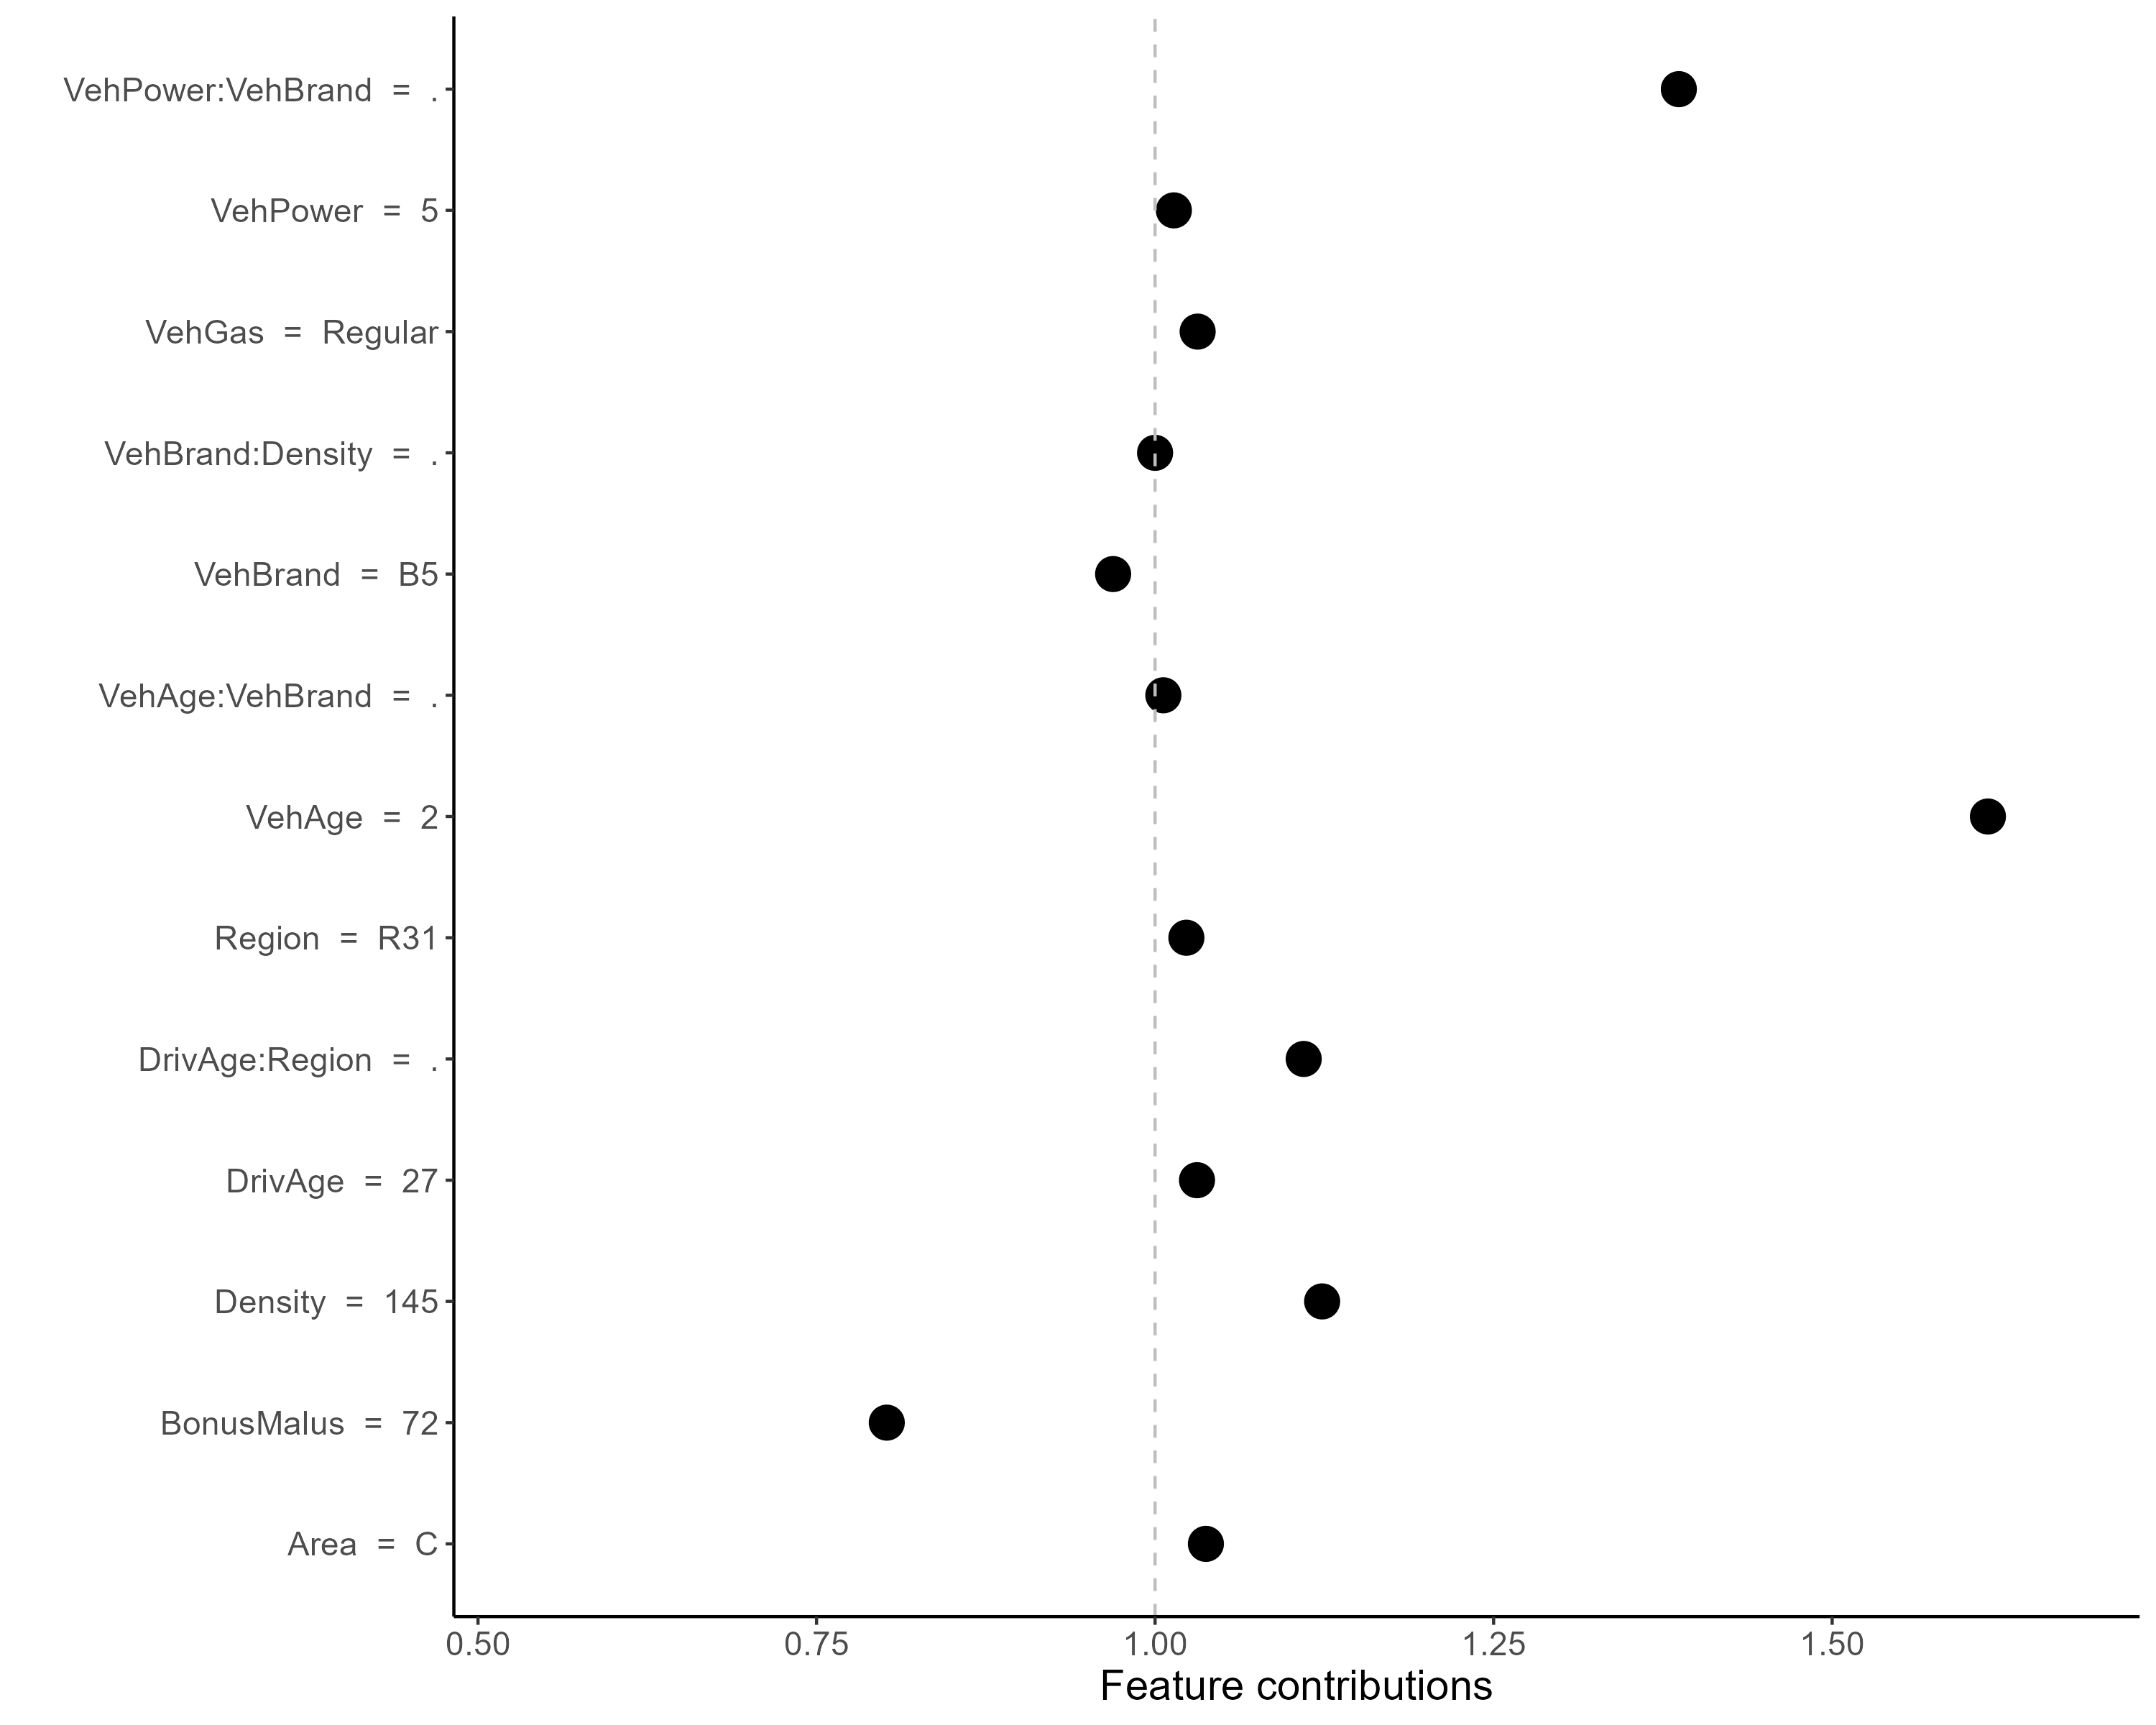 VehPower:VehBrand = .
VehPower = 5
VehGas = Regular
VehBrand:Density = .
VehBrand = B5
VehAge:VehBrand = .
VehAge = 2
Region = R31
DrivAge:Region = .
DrivAge = 27
Density = 145
BonusMalus = 72
Area = C
0.50 0.75 1.00 1.25 1.50
Feature contributions